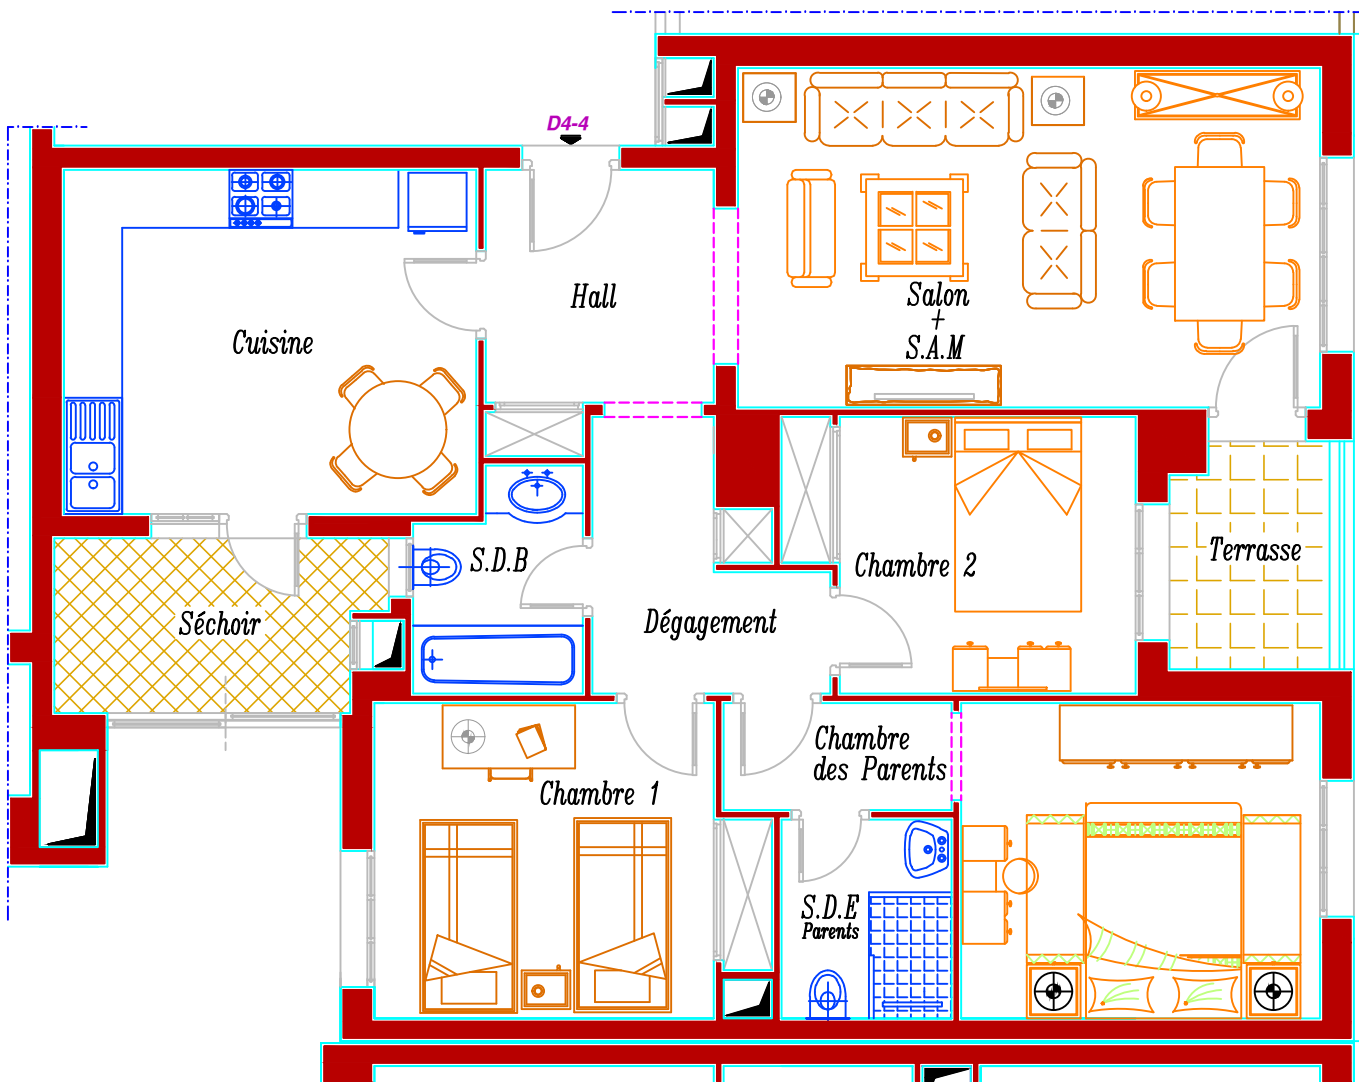 D4-4
Hall
Salon
+
S.A.M
Cuisine
S.D.B
Chambre 2
Terrasse
Séchoir
Dégagement
Chambre
des Parents
Chambre 1
S.D.E
Parents